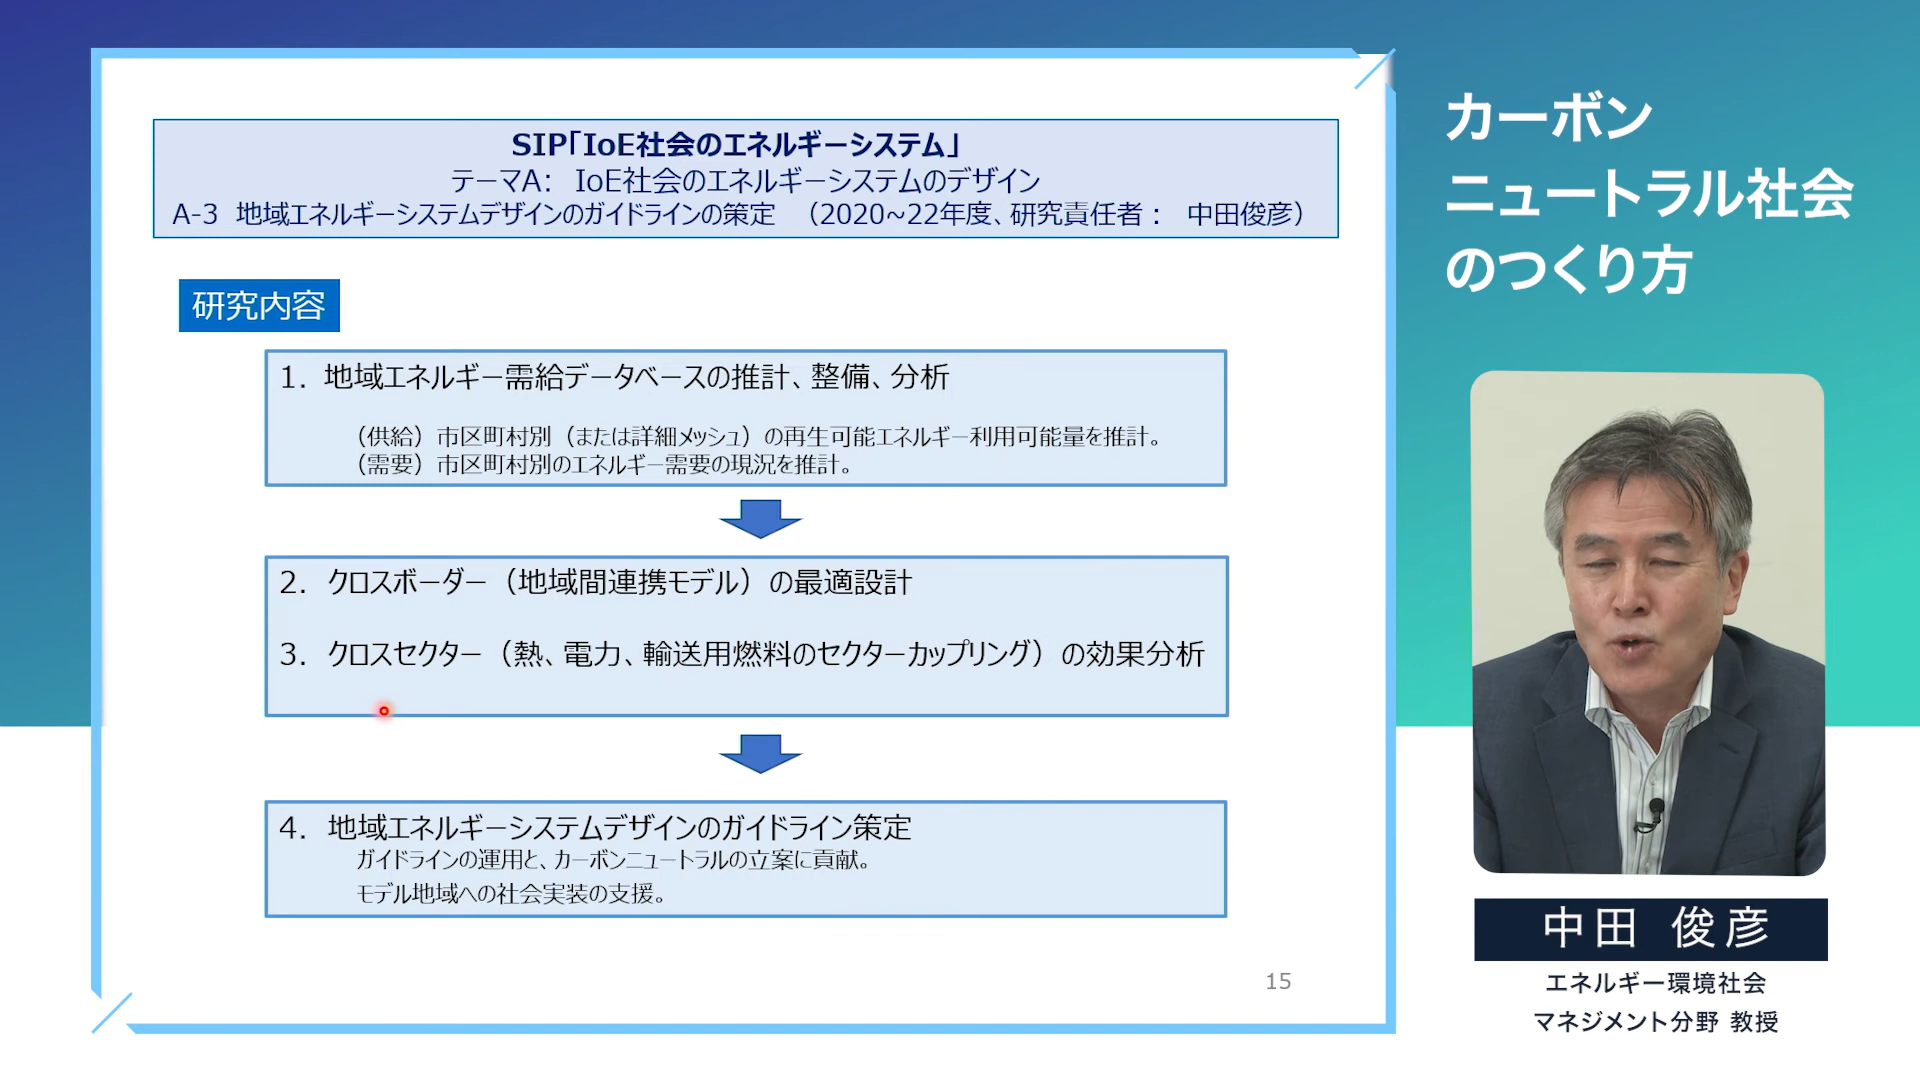 SIP「IoE社会のエネルギーシステム」
テーマA: IoE社会のエネルギーシステムのデザイン
A-3 地域エネルギーシステムデザインのガイドラインの策定 （2020~22年度、研究責任者： 中田俊彦）
研究内容
1. 地域エネルギー需給データベースの推計、整備、分析
（供給）市区町村別（または詳細メッシュ）の再生可能エネルギー利用可能量を推計。
（需要）市区町村別のエネルギー需要の現況を推計。
2. クロスボーダー（地域間連携モデル）の最適設計
3. クロスセクター（熱、電力、輸送用燃料のセクターカップリング）の効果分析
4. 地域エネルギーシステムデザインのガイドライン策定
ガイドラインの運用と、カーボンニュートラルの立案に貢献。
モデル地域への社会実装の支援。
15
カーボン
ニュートラル社会
のつくり方
中田 俊彦
エネルギー環境社会
マネジメント分野 教授